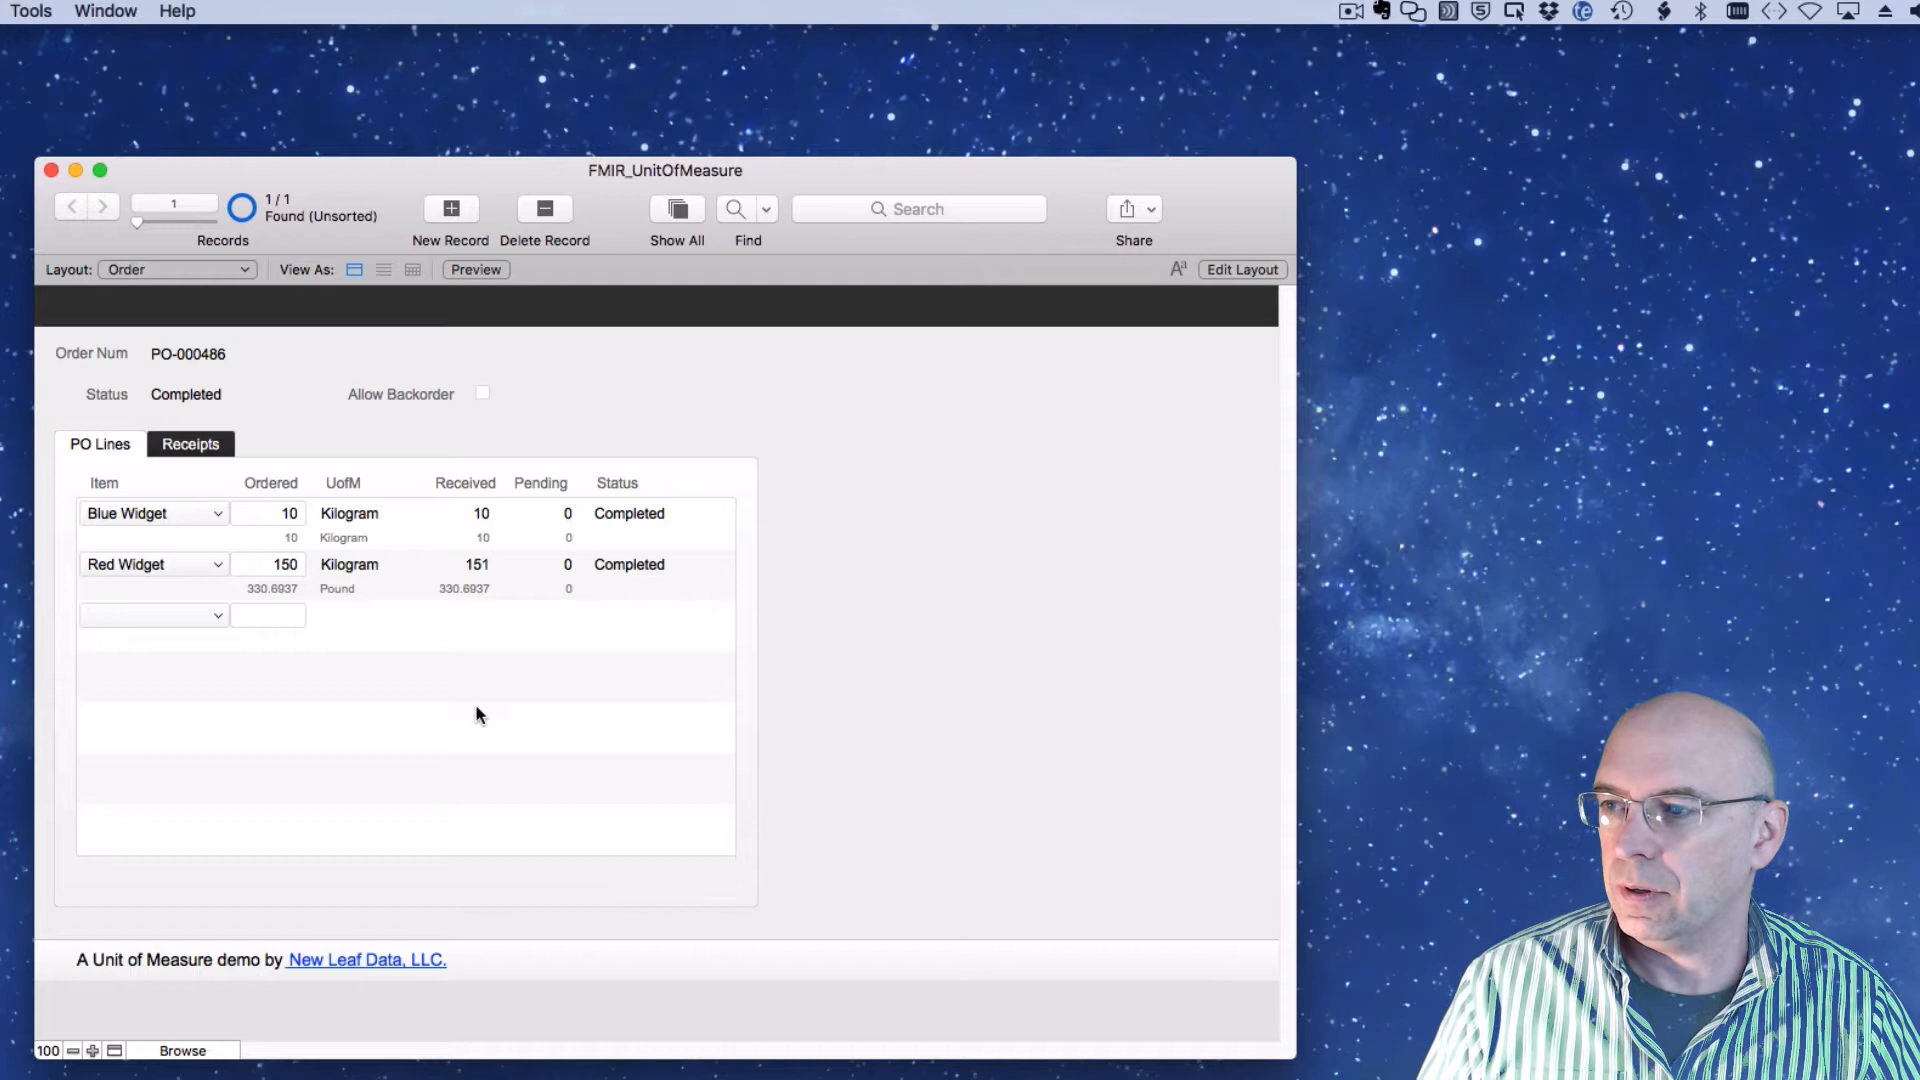 Tools Window Help
FMIR_UnitOfMeasure
1 1 / 1
Found (Unsorted)
Search
Records New Record Delete Record Show All Find Share
Layout: Order View As: Preview Aa Edit Layout
Order Num PO-000486
Status Completed Allow Backorder
PO Lines Receipts
Item Ordered UofM Received Pending Status
Blue Widget 10 Kilogram 10 0 Completed
10 Kilogram 10 0
Red Widget 150 Kilogram 151 0 Completed
330.6937 Pound 330.6937 0
A Unit of Measure demo by New Leaf Data, LLC.
100 Browse